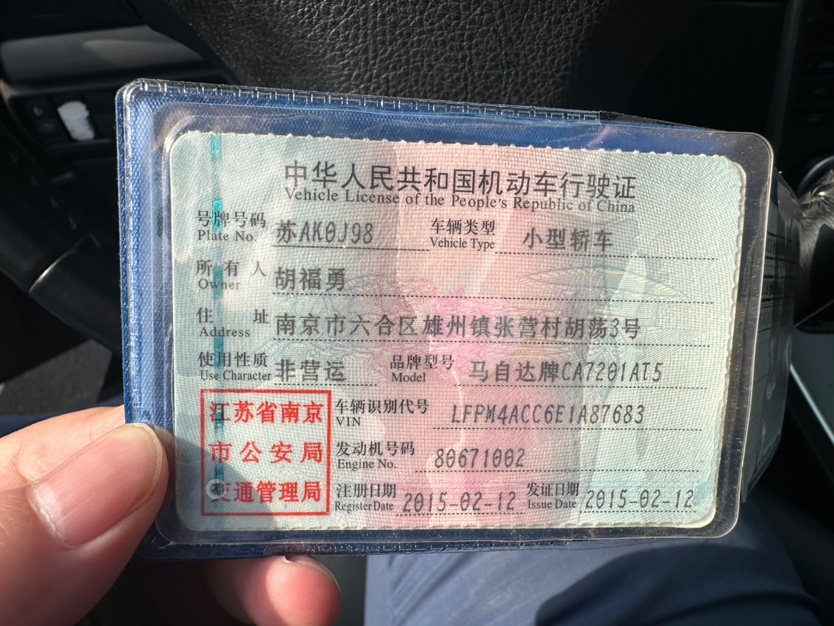 中华人民共和国机动车行驶证
Vehicle License of the People's Republic of China
号牌号码 苏AK0J98 车辆类型 小型轿车
Plate No. Vehicle Type
所有人 胡福勇
Owner
住址 南京市六合区雄州镇张营村胡荡3号
Address
使用性质 非营运 品牌型号 马自达牌CA7201AT5
Use Character Model
江苏省南京
市公安局
交通管理局
车辆识别代号 LFPM4ACC6E1A87683
VIN
发动机号码 80671002
Engine No.
注册日期 2015-02-12 发证日期 2015-02-12
Register Date Issue Date